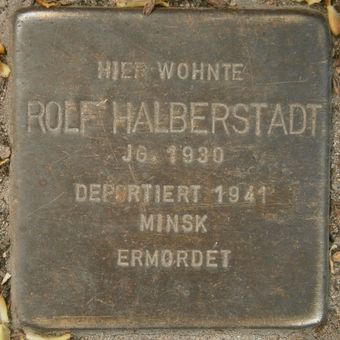 HIER WOHNTE
ROLF HALBERSTADT
JG. 1930
DEPORTIERT 1941
MINSK
ERMORDET